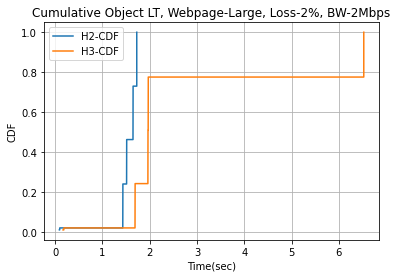 Cumulative Object LT, Webpage-Large, Loss-2%, BW-2Mbps
H2-CDF
H3-CDF
1.0
0.8
0.6
0.4
0.2
0.0
CDF
0 1 2 3 4 5 6
Time(sec)